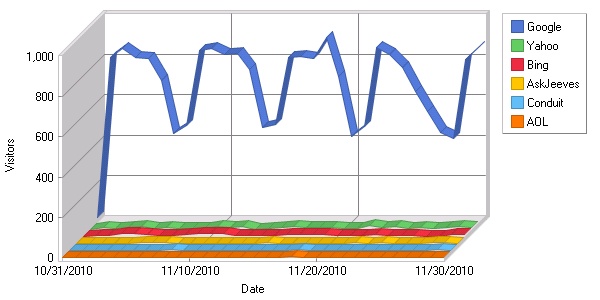 1,000
800
600
400
200
0
Visitors
10/31/2010
11/10/2010
11/20/2010
11/30/2010
Date
Google
Yahoo
Bing
AskJeeves
Conduit
AOL